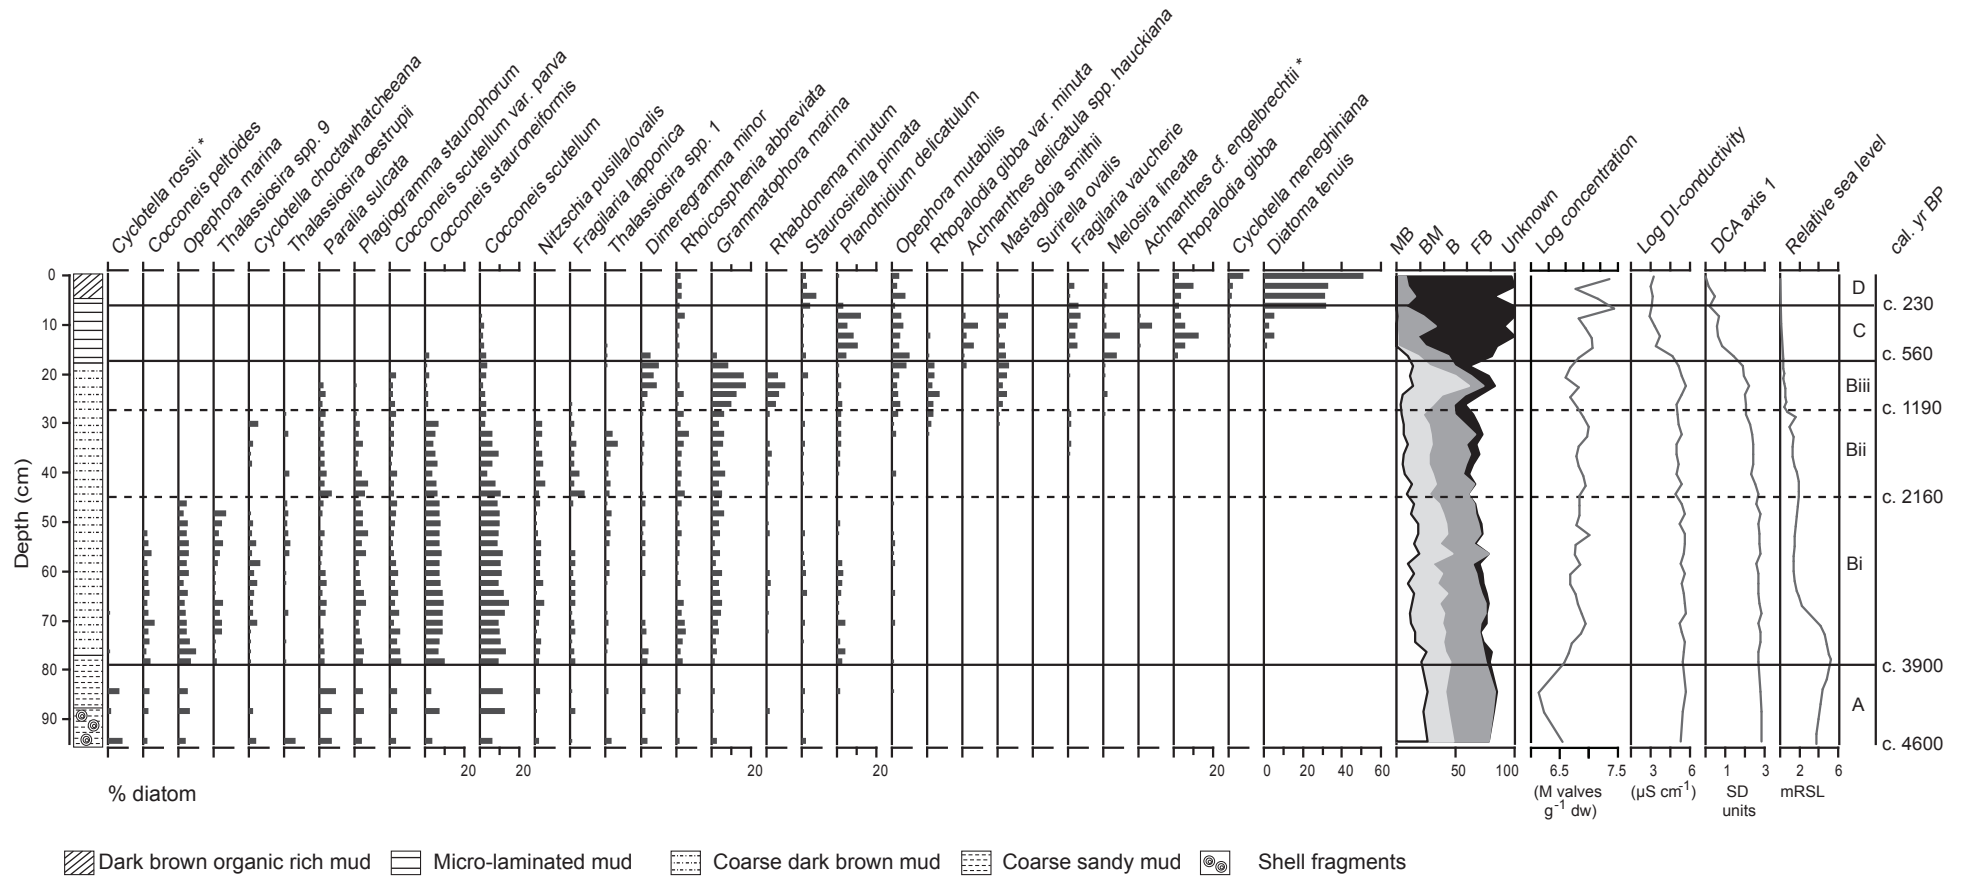 Cyclotella rossii *
Cocconeis peltoides
Opephora marina
Thalassiosira spp. 9
Cyclotella choctawhatcheeana
Thalassiosira oestrupii
Paralia sulcata
Plagiogramma staurophorum
Cocconeis scutellum var. parva
Cocconeis stauroneiformis
Cocconeis scutellum
Nitzschia pusilla/ovalis
Fragilaria lapponica
Thalassiosira spp. 1
Dimeregramma minor
Rhoicosphenia abbreviata
Grammatophora marina
Rhabdonema minutum
Staurosirella pinnata
Planothidium delicatulum
Opephora mutabilis
Rhopalodia gibba var. minuta
Achnanthes delicatula spp. hauckiana
Mastagloia smithii
Surirella ovalis
Fragilaria vaucherie
Melosira lineata
Achnanthes cf. engelbrechtii *
Rhopalodia gibba
Cyclotella meneghiniana
Diatoma tenuis
MB
BM
B
FB
Unknown
Log concentration
Log DI-conductivity
DCA axis 1
Relative sea level
cal. yr BP
Depth (cm)
0
10
20
30
40
50
60
70
80
90
D
c. 230
C
c. 560
Biii
c. 1190
Bii
c. 2160
Bi
c. 3900
A
c. 4600
20 20 20 20 20 0 20 40 60 50 100 6.5 7.5 3 6 1 3 2 6
% diatom
(M valves
g-1 dw)
(µS cm-1)
SD
units
mRSL
Dark brown organic rich mud Micro-laminated mud Coarse dark brown mud Coarse sandy mud Shell fragments